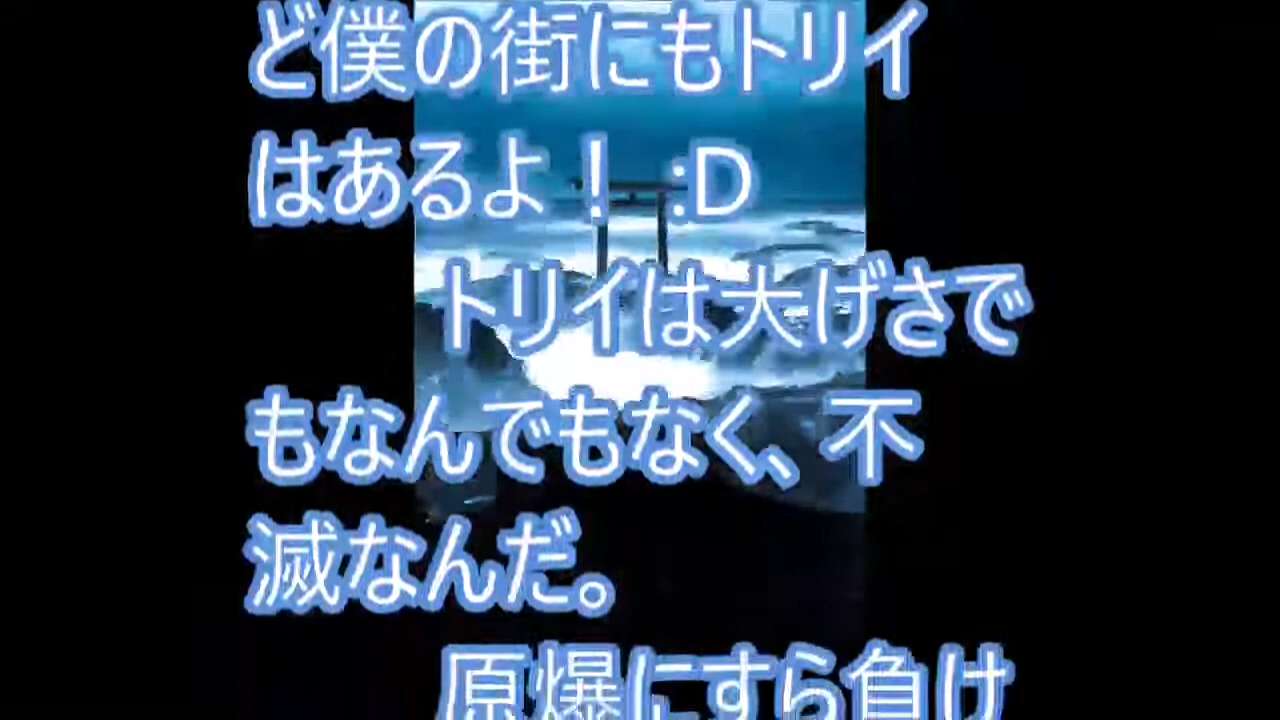 ど僕の街にもトリイ
はあるよ！ :D
トリイは大げさで
もなんでもなく、不
滅なんだ。
原爆にすら負け